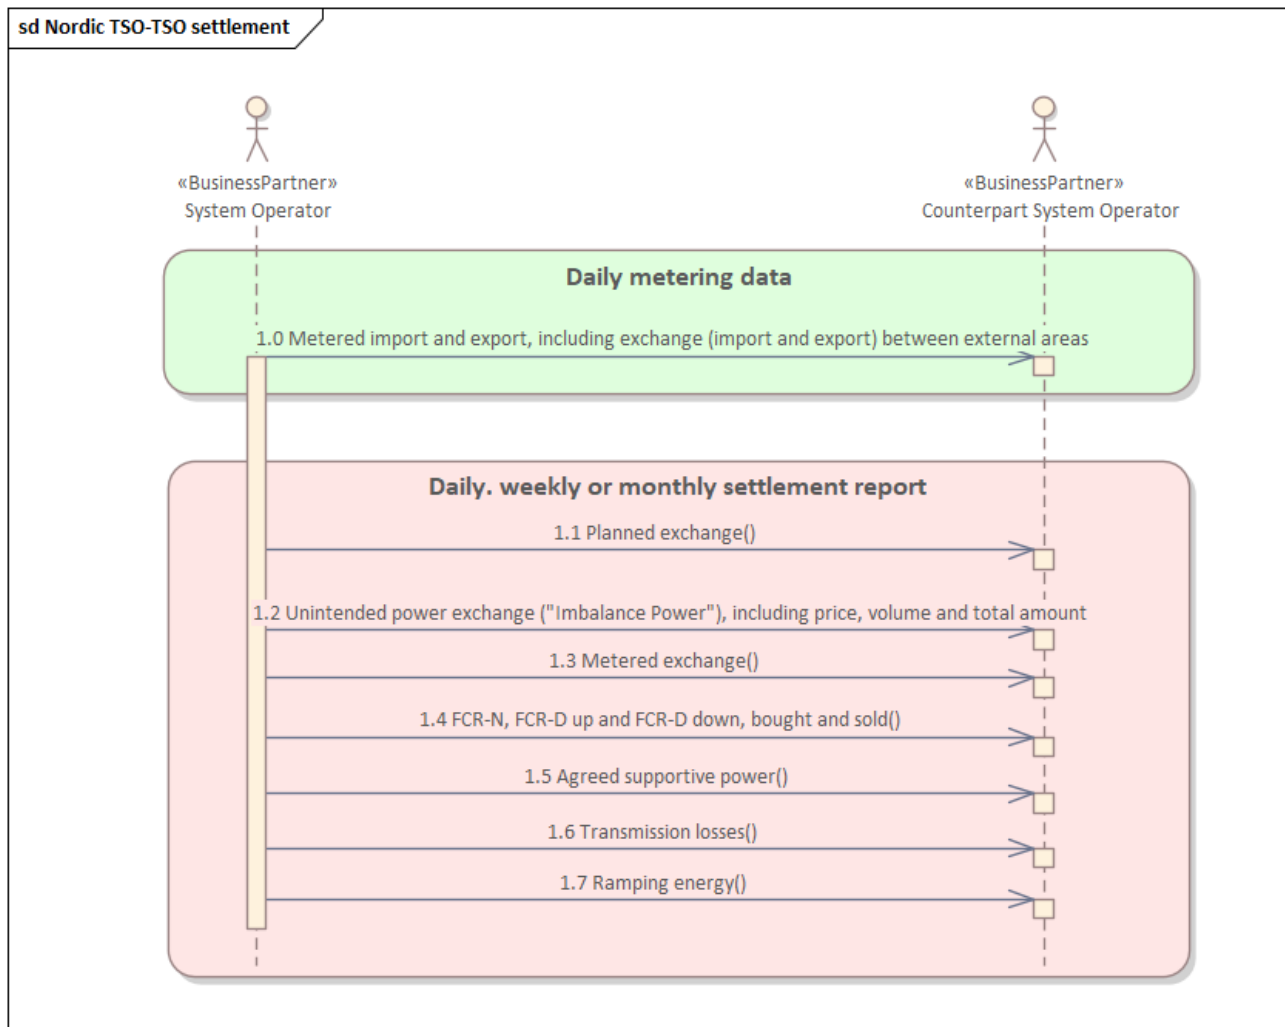 sd Nordic TSO-TSO settlement
«BusinessPartner»
System Operator
«BusinessPartner»
Counterpart System Operator
Daily metering data
1.0 Metered import and export, including exchange (import and export) between external areas
Daily. weekly or monthly settlement report
1.1 Planned exchange()
1.2 Unintended power exchange ("Imbalance Power"), including price, volume and total amount
1.3 Metered exchange()
1.4 FCR-N, FCR-D up and FCR-D down, bought and sold()
1.5 Agreed supportive power()
1.6 Transmission losses()
1.7 Ramping energy()